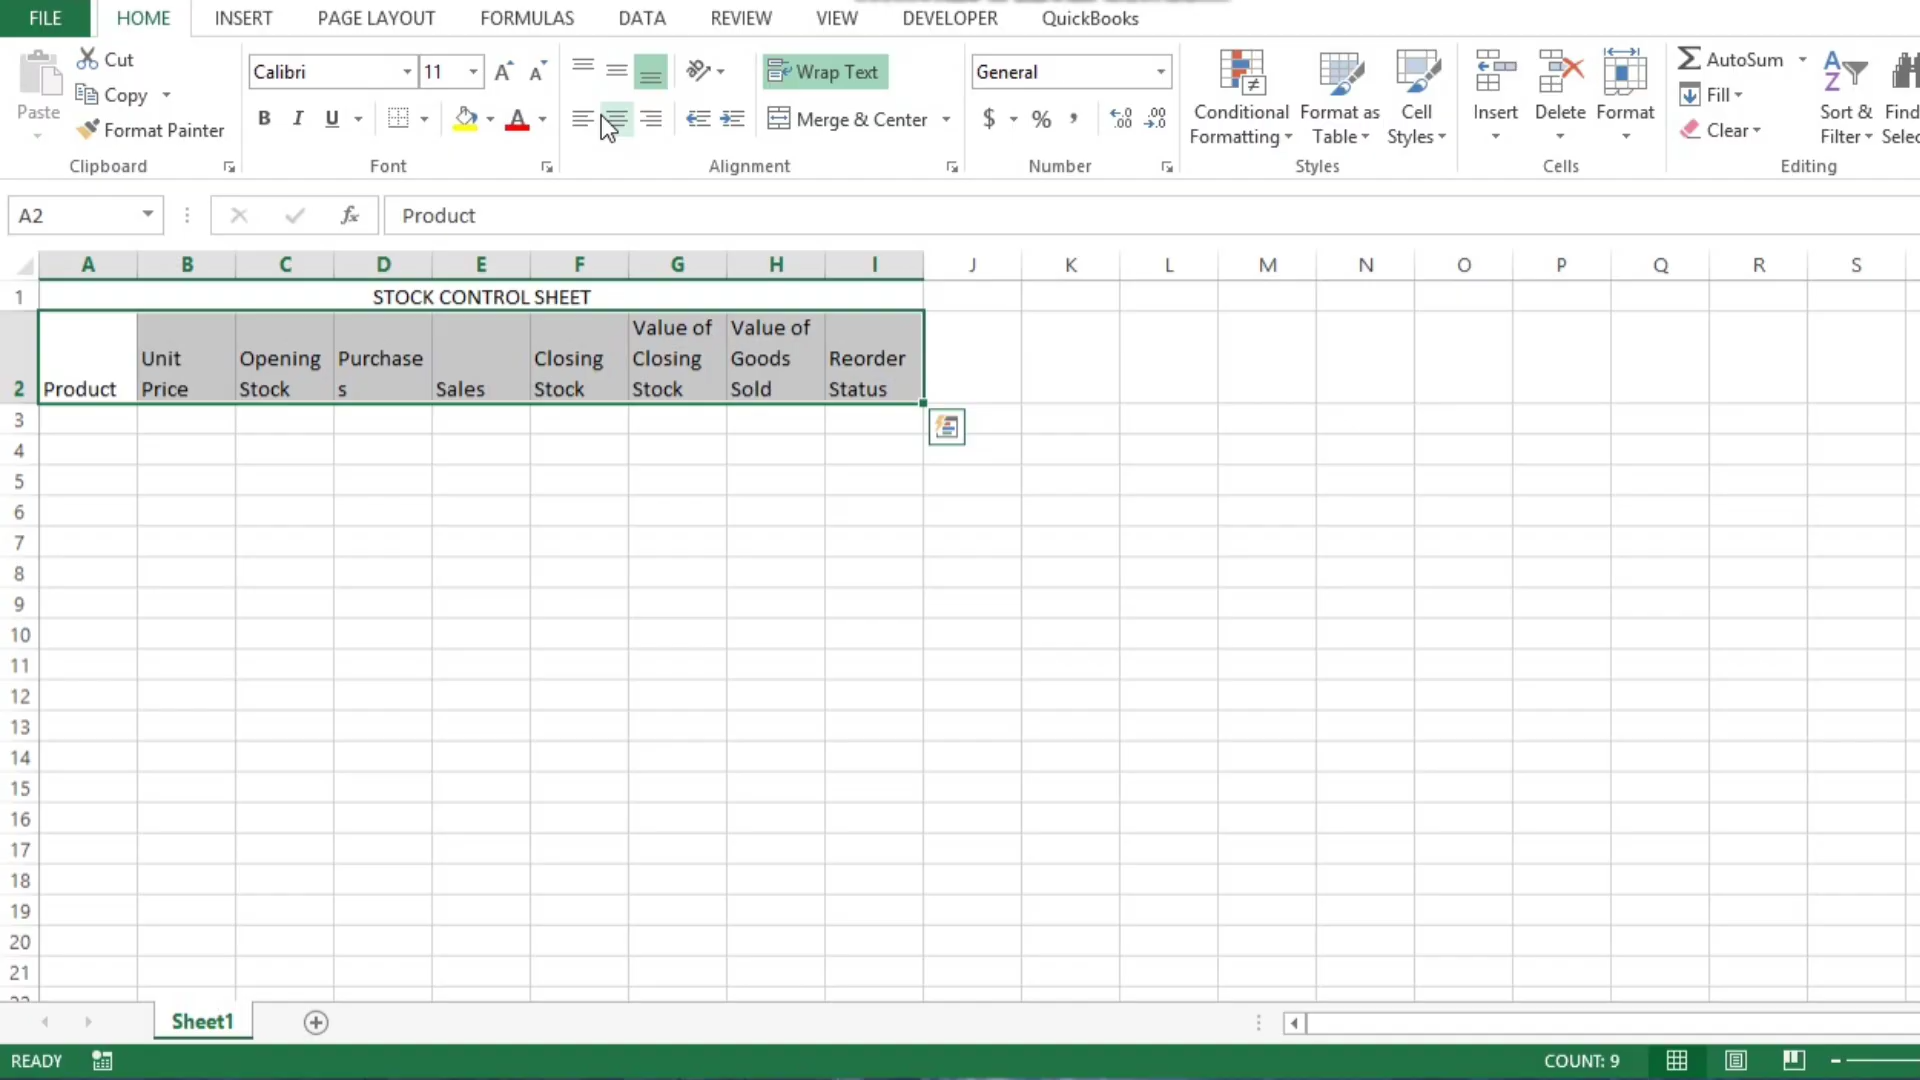 FILE HOME INSERT PAGE LAYOUT FORMULAS DATA REVIEW VIEW DEVELOPER QuickBooks
Paste
Cut
Copy
Format Painter
Clipboard
Calibri 11
B I U A
Font
Wrap Text
Merge & Center
Alignment
General
$ % ,
Number
Conditional
Formatting
Format as
Table
Cell
Styles
Styles
Insert
Delete
Format
Cells
AutoSum
Fill
Clear
Sort &
Filter
Find
Editing
A2 fx Product
A B C D E F G H I J K L M N O P Q R S
1 STOCK CONTROL SHEET
2
Product
Unit
Price
Opening
Stock
Purchase
s
Sales
Closing
Stock
Value of
Closing
Stock
Value of
Goods
Sold
Reorder
Status
3
4
5
6
7
8
9
10
11
12
13
14
15
16
17
18
19
20
21
Sheet1
READY COUNT: 9